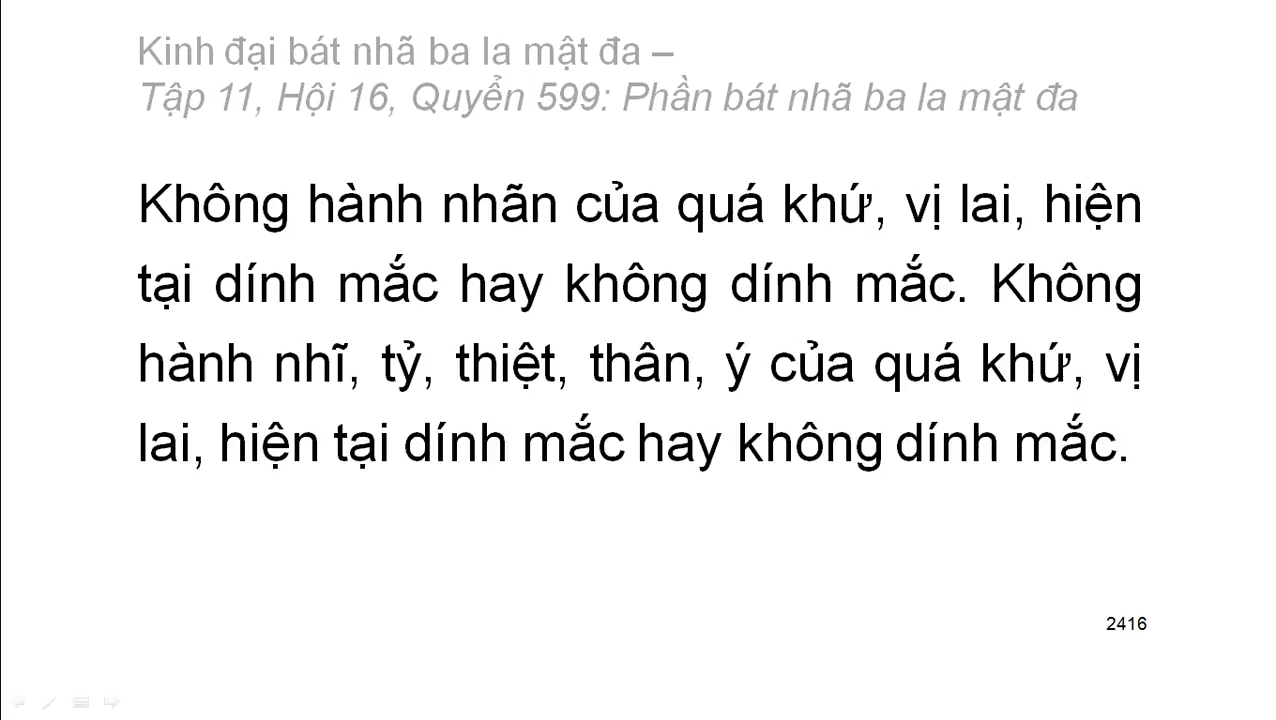 Kinh đại bát nhã ba la mật đa –
Tập 11, Hội 16, Quyển 599: Phần bát nhã ba la mật đa
Không hành nhãn của quá khứ, vị lai, hiện
tại dính mắc hay không dính mắc. Không
hành nhĩ, tỷ, thiệt, thân, ý của quá khứ, vị
lai, hiện tại dính mắc hay không dính mắc.
2416